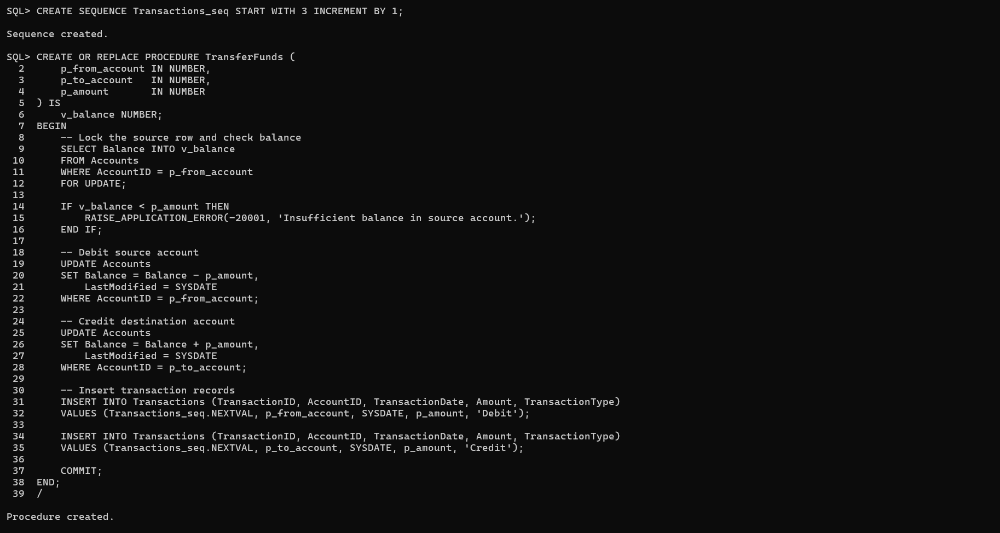 SQL> CREATE SEQUENCE Transactions_seq START WITH 3 INCREMENT BY 1;

Sequence created.

SQL> CREATE OR REPLACE PROCEDURE TransferFunds (
  2      p_from_account IN NUMBER,
  3      p_to_account   IN NUMBER,
  4      p_amount       IN NUMBER
  5  ) IS
  6      v_balance NUMBER;
  7  BEGIN
  8      -- Lock the source row and check balance
  9      SELECT Balance INTO v_balance
 10      FROM Accounts
 11      WHERE AccountID = p_from_account
 12      FOR UPDATE;
 13
 14      IF v_balance < p_amount THEN
 15          RAISE_APPLICATION_ERROR(-20001, 'Insufficient balance in source account.');
 16      END IF;
 17
 18      -- Debit source account
 19      UPDATE Accounts
 20      SET Balance = Balance - p_amount,
 21          LastModified = SYSDATE
 22      WHERE AccountID = p_from_account;
 23
 24      -- Credit destination account
 25      UPDATE Accounts
 26      SET Balance = Balance + p_amount,
 27          LastModified = SYSDATE
 28      WHERE AccountID = p_to_account;
 29
 30      -- Insert transaction records
 31      INSERT INTO Transactions (TransactionID, AccountID, TransactionDate, Amount, TransactionType)
 32      VALUES (Transactions_seq.NEXTVAL, p_from_account, SYSDATE, p_amount, 'Debit');
 33
 34      INSERT INTO Transactions (TransactionID, AccountID, TransactionDate, Amount, TransactionType)
 35      VALUES (Transactions_seq.NEXTVAL, p_to_account, SYSDATE, p_amount, 'Credit');
 36
 37      COMMIT;
 38  END;
 39  /

Procedure created.